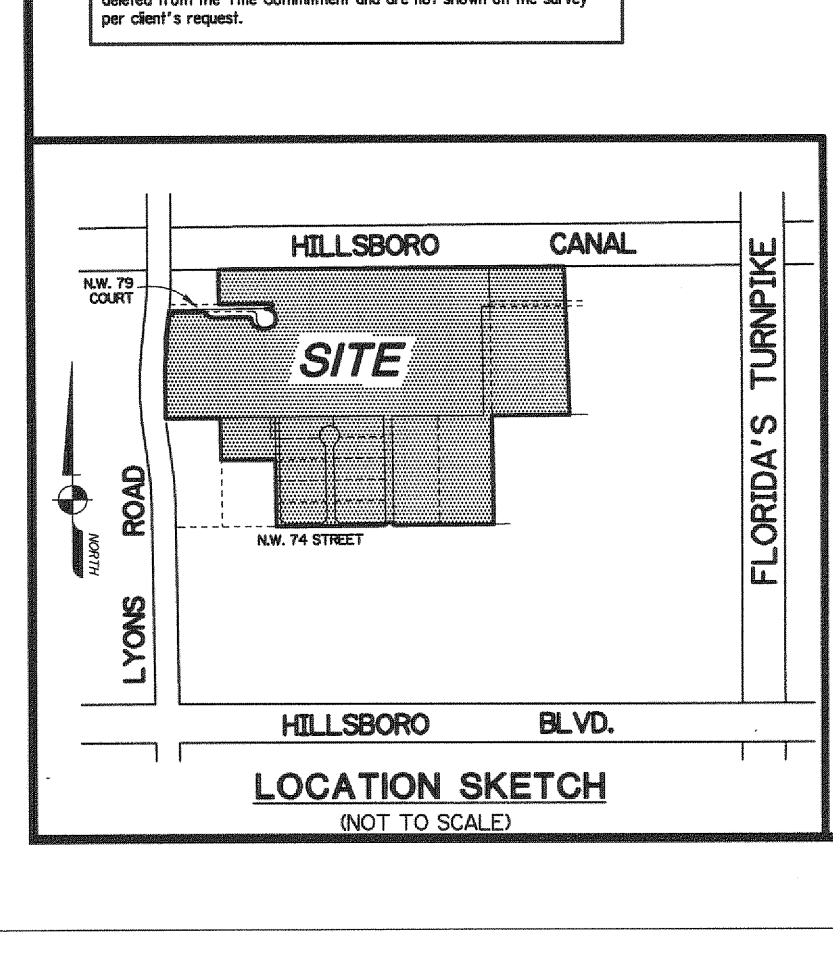 deleted from the Title Commitment and are not shown on the survey
per client's request.
HILLSBORO CANAL
N.W. 79
COURT
SITE
FLORIDA'S TURNPIKE
LYONS ROAD
NORTH
N.W. 74 STREET
HILLSBORO BLVD.
LOCATION SKETCH
(NOT TO SCALE)